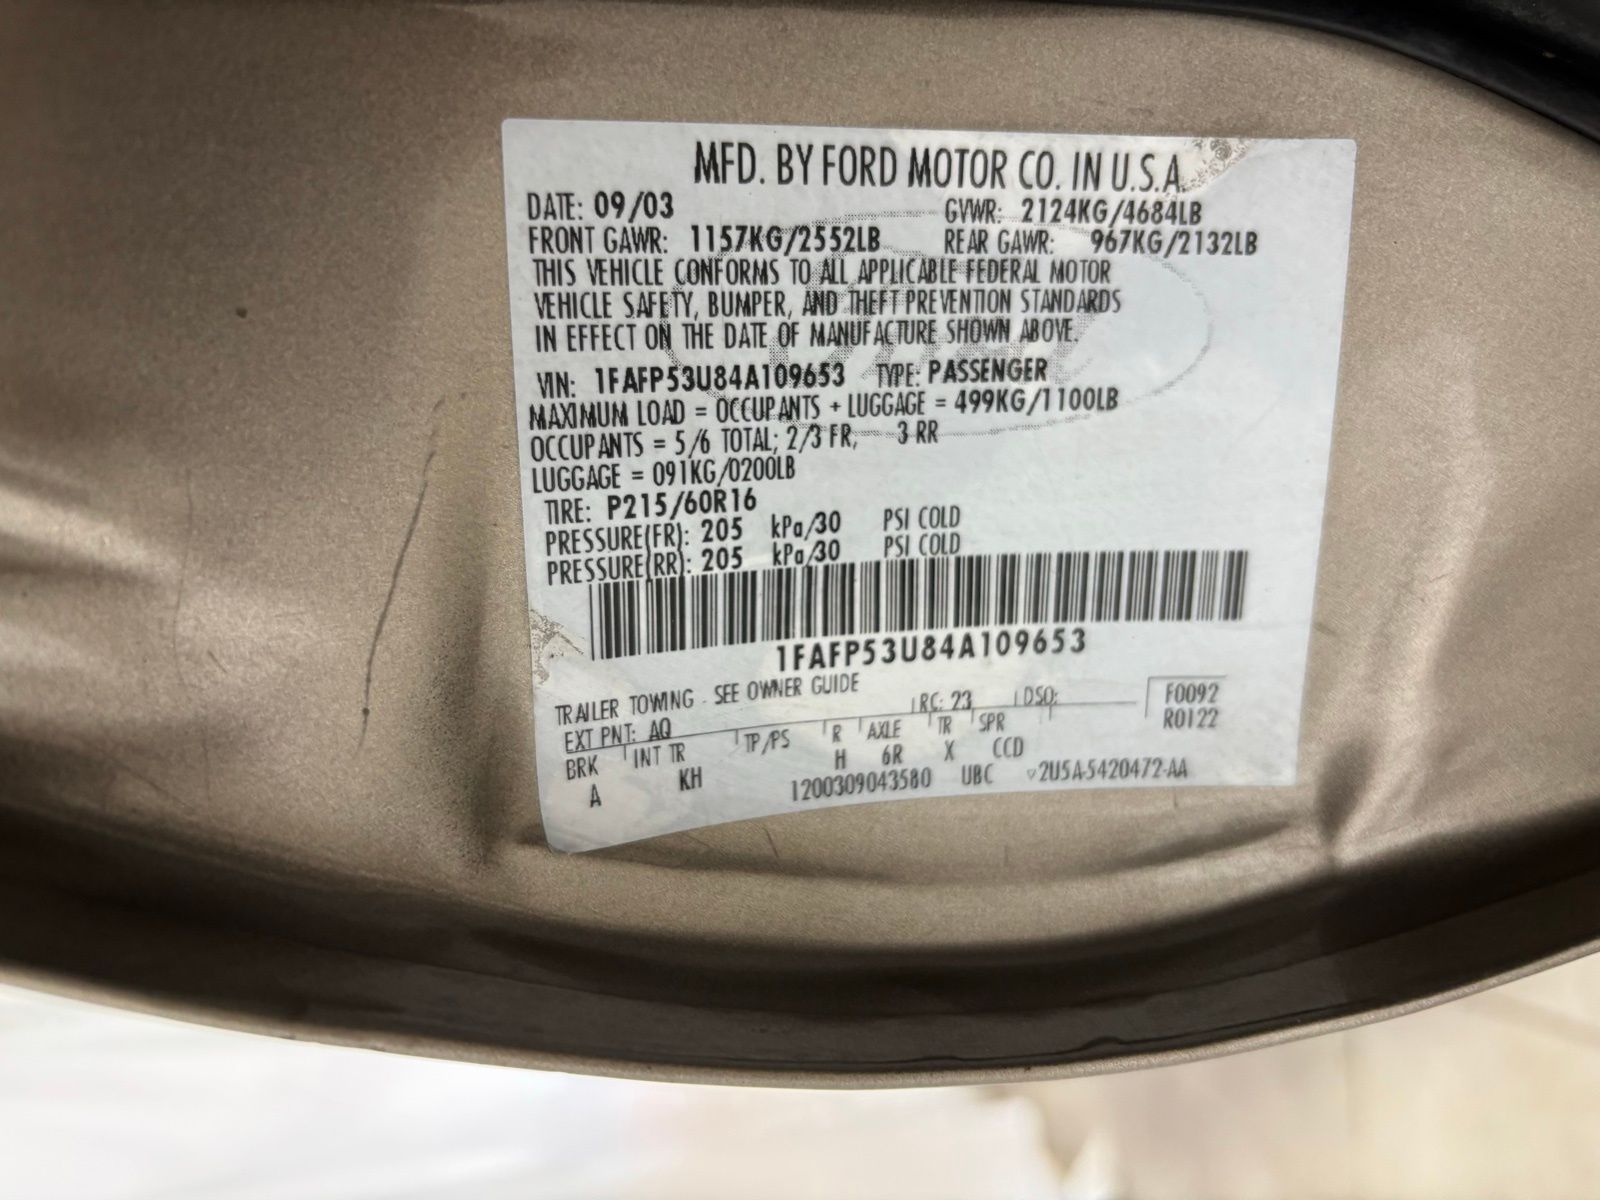 MFD. BY FORD MOTOR CO. IN U.S.A.
DATE: 09/03 GVWR: 2124KG/4684LB
FRONT GAWR: 1157KG/2552LB REAR GAWR: 967KG/2132LB
THIS VEHICLE CONFORMS TO ALL APPLICABLE FEDERAL MOTOR
VEHICLE SAFETY, BUMPER, AND THEFT PREVENTION STANDARDS
IN EFFECT ON THE DATE OF MANUFACTURE SHOWN ABOVE.
VIN: 1FAFP53U84A109653 TYPE: PASSENGER
MAXIMUM LOAD = OCCUPANTS + LUGGAGE = 499KG/1100LB
OCCUPANTS = 5/6 TOTAL; 2/3 FR, 3 RR
LUGGAGE = 091KG/0200LB
TIRE: P215/60R16
PRESSURE(FR): 205 kPa/30 PSI COLD
PRESSURE(RR): 205 kPa/30 PSI COLD
1FAFP53U84A109653
TRAILER TOWING - SEE OWNER GUIDE
EXT PNT: AQ RC: 23 DSO: F0092
R0122
BRK INT TR TP/PS R AXLE TR SPR
A KH H 6R X CCD
1200309043580 UBC ▽2U5A-5420472-AA